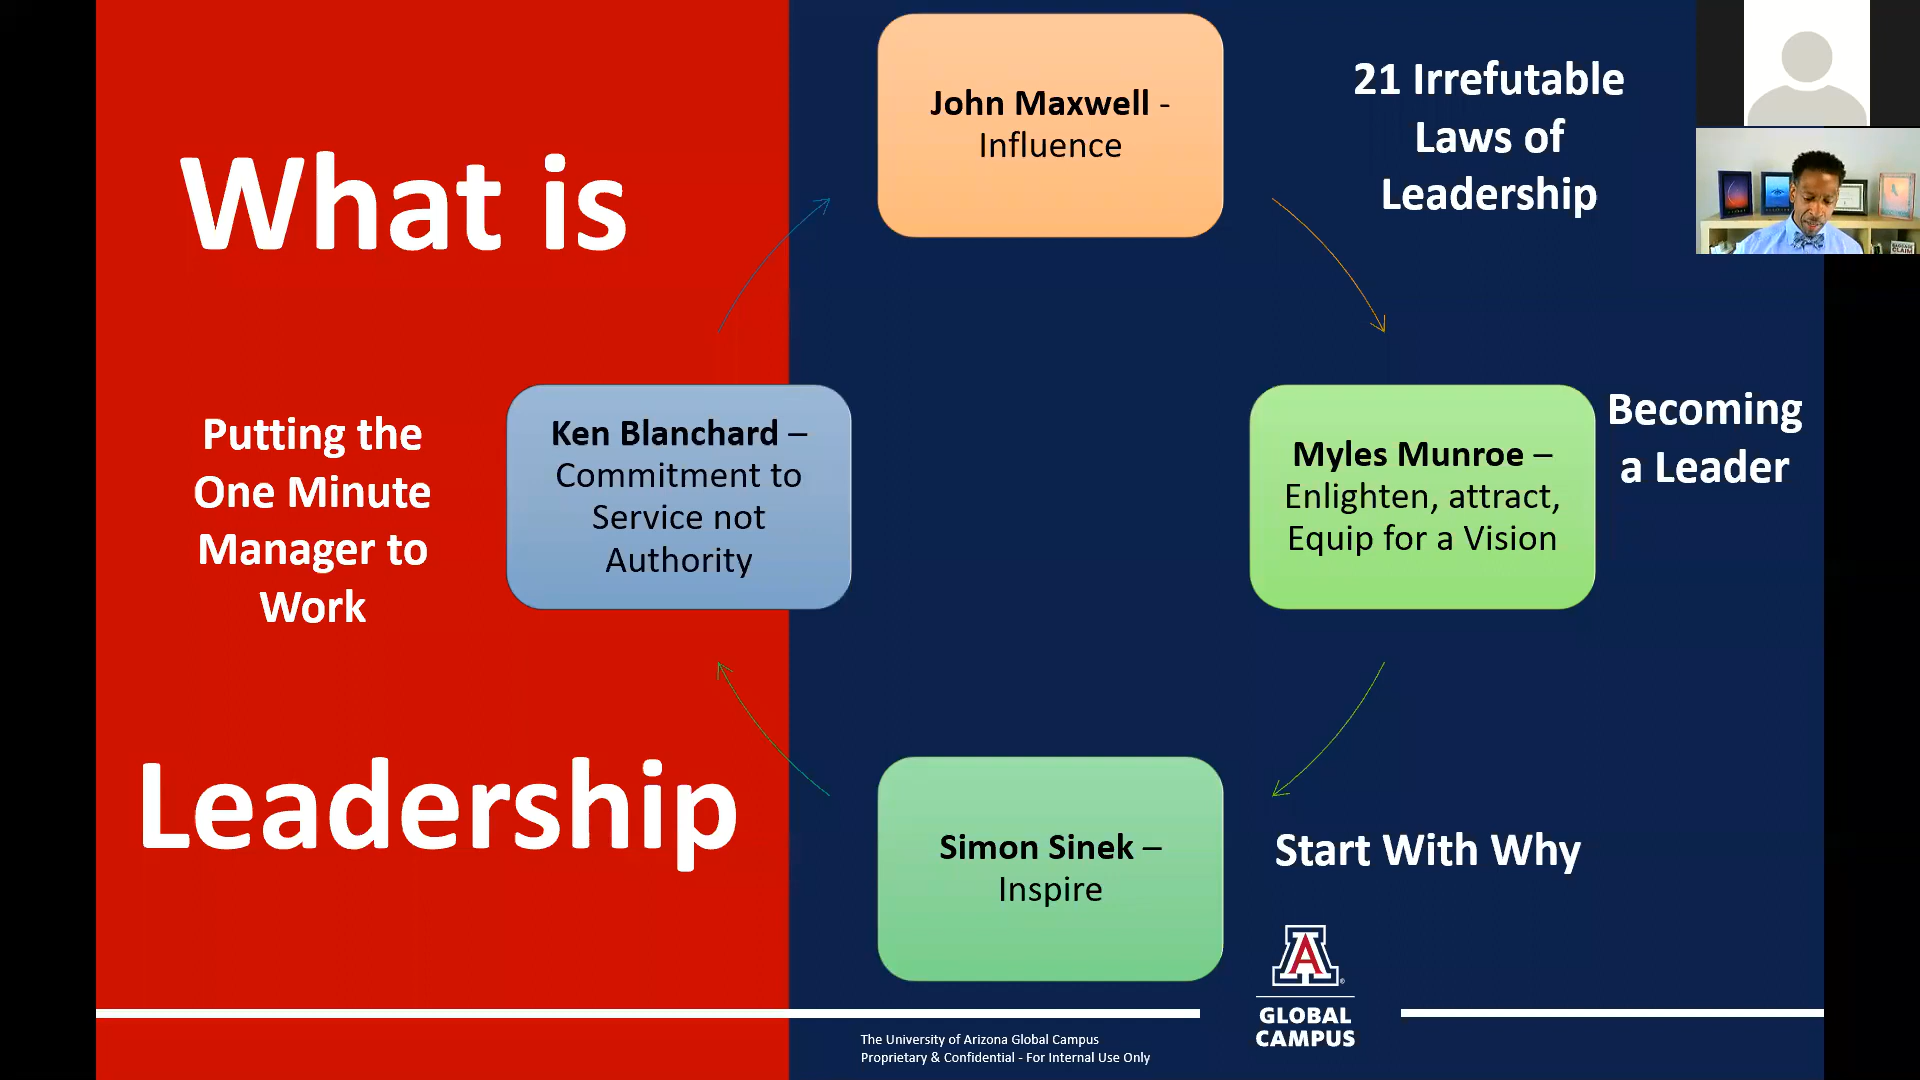 What is
Leadership
John Maxwell -
Influence
21 Irrefutable
Laws of
Leadership
Myles Munroe –
Enlighten, attract,
Equip for a Vision
Becoming
a Leader
Simon Sinek –
Inspire
Start With Why
Ken Blanchard –
Commitment to
Service not
Authority
Putting the
One Minute
Manager to
Work
A
GLOBAL
CAMPUS
The University of Arizona Global Campus
Proprietary & Confidential - For Internal Use Only
CLAIM